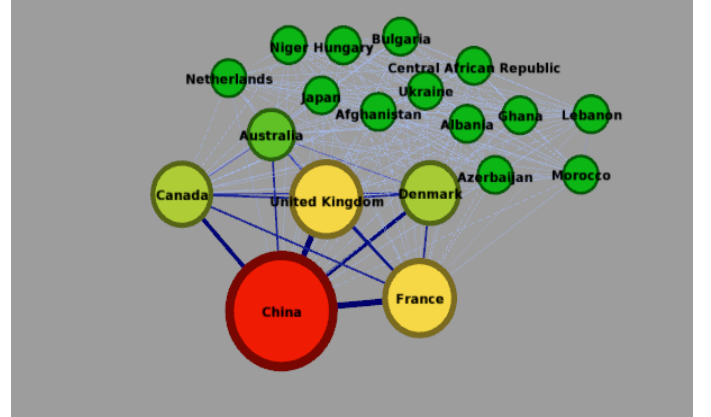 Bulgaria
Niger
Hungary
Central African Republic
Netherlands
Ukraine
Japan
Afghanistan
Ghana
Lebanon
Albania
Australia
Azerbaijan
Morocco
Canada
United Kingdom
Denmark
France
China